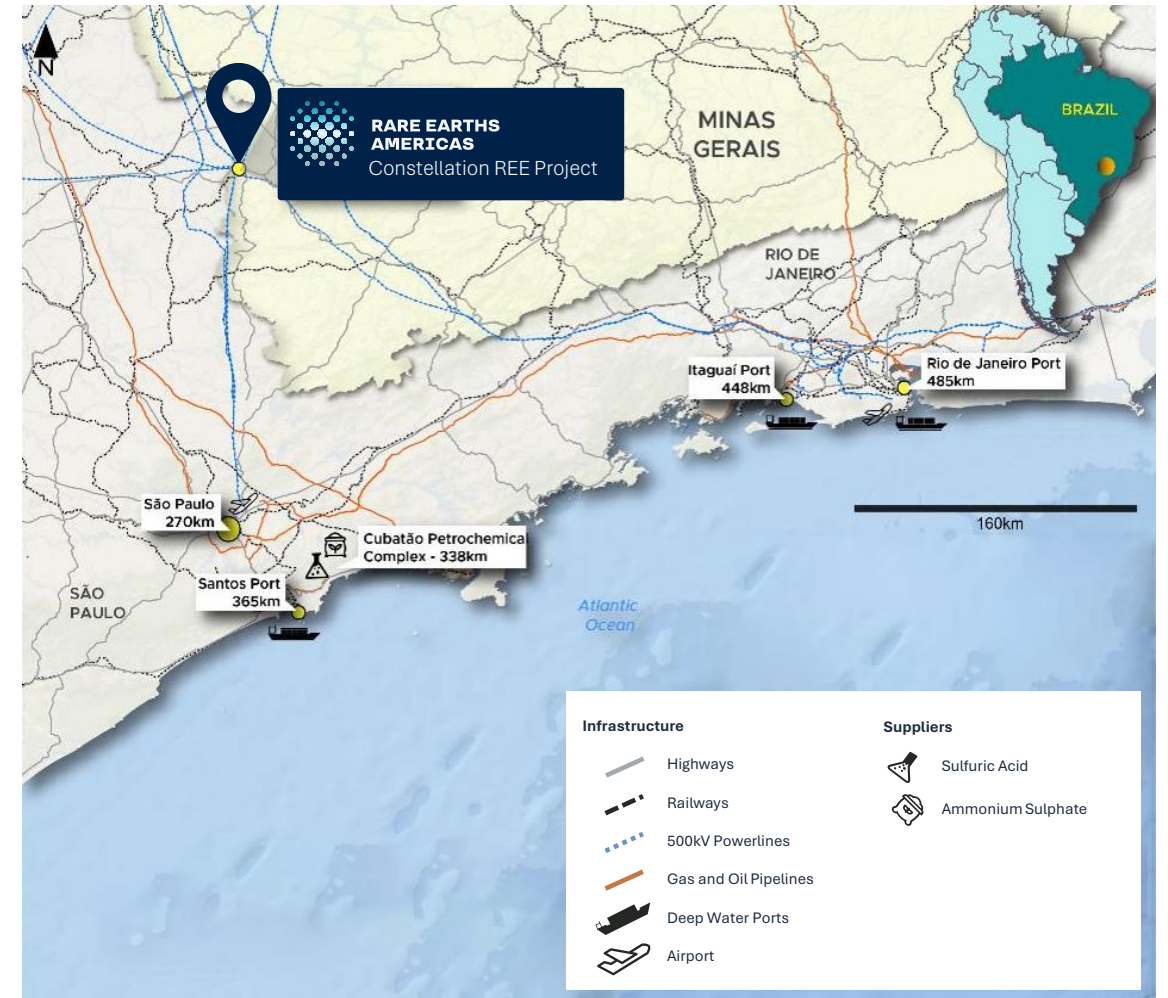 N
RARE EARTHS
AMERICAS
Constellation REE Project
MINAS
GERAIS
BRAZIL
RIO DE
JANEIRO
Itaguaí Port
448km
Rio de Janeiro Port
485km
São Paulo
270km
160km
Cubatão Petrochemical
Complex - 338km
Santos Port
365km
SÃO
PAULO
Atlantic
Ocean
Infrastructure
Highways
Railways
500kV Powerlines
Gas and Oil Pipelines
Deep Water Ports
Airport
Suppliers
Sulfuric Acid
Ammonium Sulphate